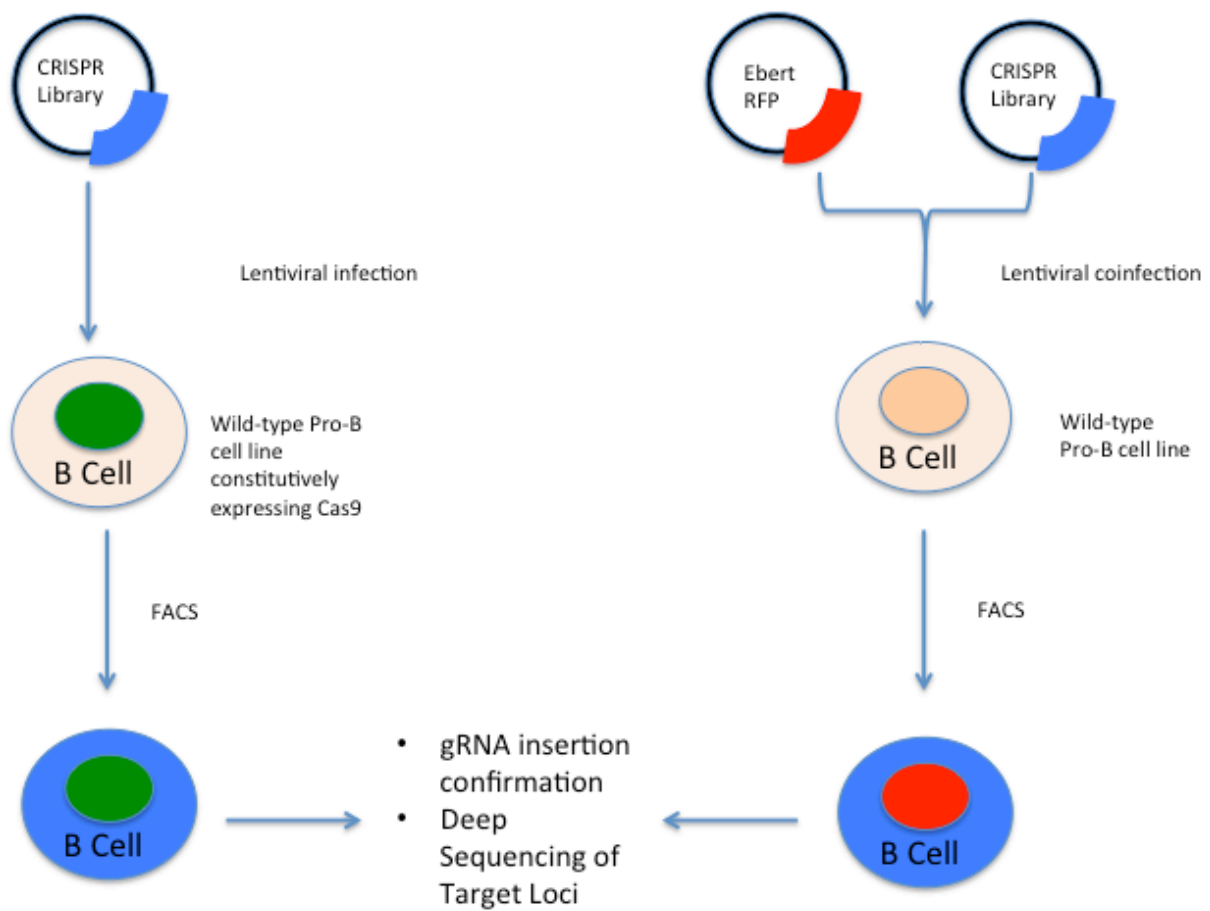 CRISPR
Library
Ebert
RFP
CRISPR
Library
Lentiviral infection
Lentiviral coinfection
B Cell
Wild-type Pro-B
cell line
constitutively
expressing Cas9
B Cell
Wild-type
Pro-B cell line
FACS
FACS
B Cell
• gRNA insertion
confirmation
• Deep
Sequencing of
Target Loci
B Cell